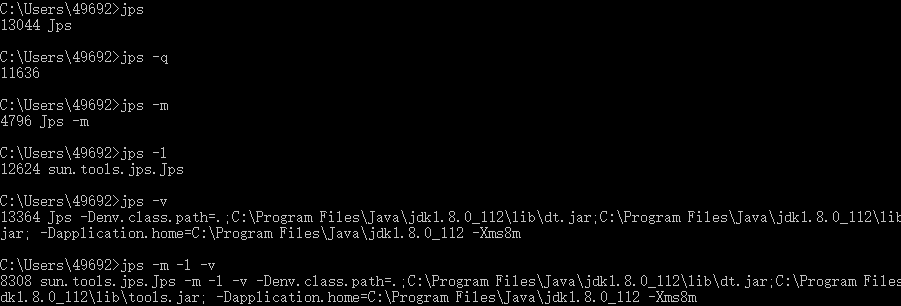 C:\Users\49692>jps
13044 Jps
C:\Users\49692>jps -q
11636
C:\Users\49692>jps -m
4796 Jps -m
C:\Users\49692>jps -l
12624 sun.tools.jps.Jps
C:\Users\49692>jps -v
13364 Jps -Denv.class.path=.;C:\Program Files\Java\jdk1.8.0_112\lib\dt.jar;C:\Program Files\Java\jdk1.8.0_112\lib
jar; -Dapplication.home=C:\Program Files\Java\jdk1.8.0_112 -Xms8m
C:\Users\49692>jps -m -l -v
8308 sun.tools.jps.Jps -m -l -v -Denv.class.path=.;C:\Program Files\Java\jdk1.8.0_112\lib\dt.jar;C:\Program Files
dk1.8.0_112\lib\tools.jar; -Dapplication.home=C:\Program Files\Java\jdk1.8.0_112 -Xms8m